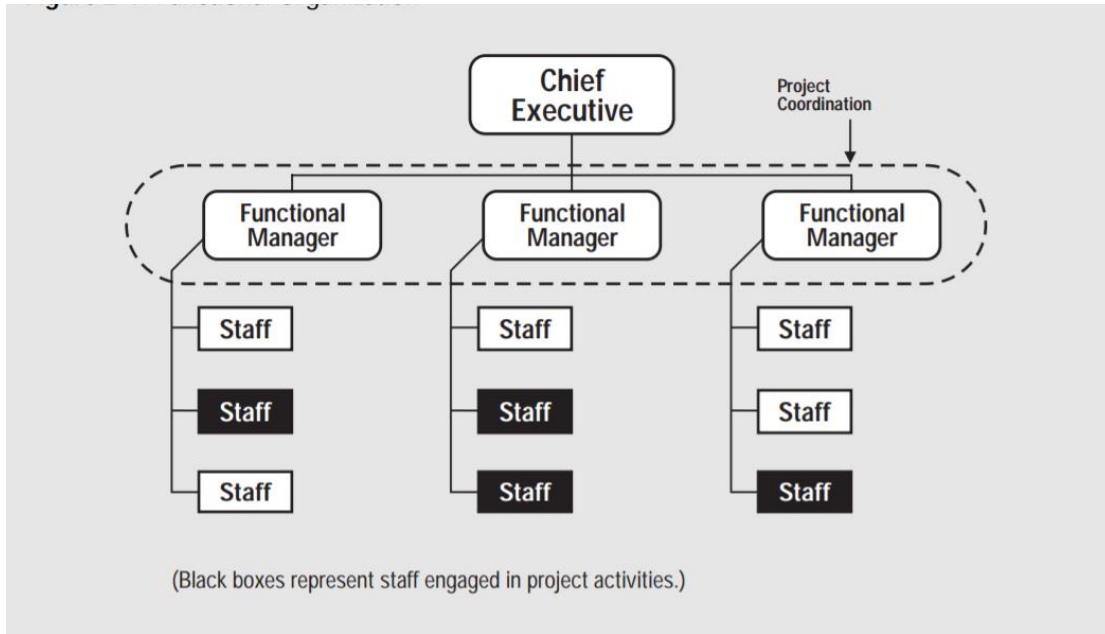 Chief
Executive
Project
Coordination
Functional
Manager
Functional
Manager
Functional
Manager
Staff
Staff
Staff
Staff
Staff
Staff
Staff
Staff
Staff
(Black boxes represent staff engaged in project activities.)